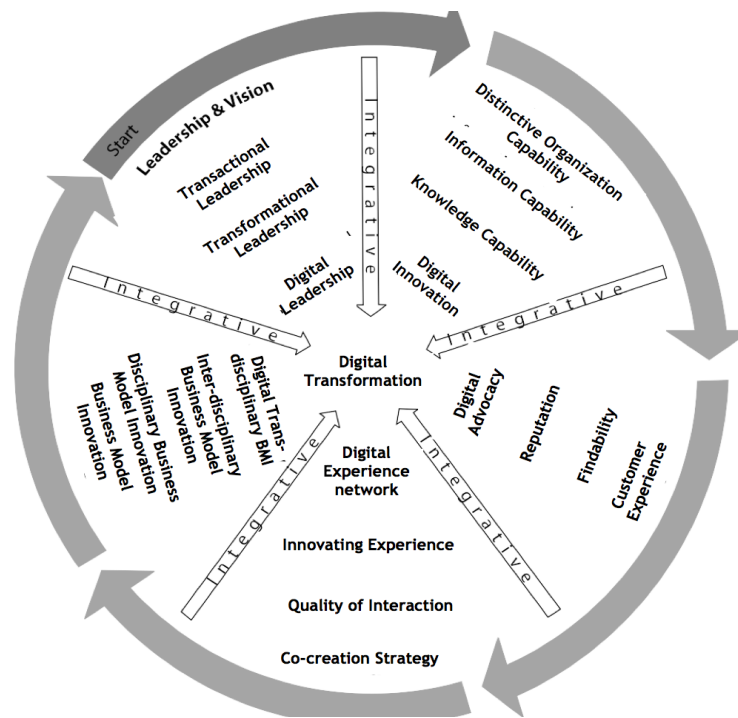 Start
Leadership & Vision
Transactional
Leadership
Transformational
Leadership
Digital
Leadership
Integrative
Distinctive Organization
Capability
Information Capability
Knowledge Capability
Digital
Innovation
Integrative
Digital
Advocacy
Reputation
Findability
Customer
Experience
Integrative
Digital
Experience
network
Innovating Experience
Quality of Interaction
Co-creation Strategy
Integrative
Digital Trans-
disciplinary BMI
Inter-disciplinary
Business Model
Innovation
Disciplinary Business
Model Innovation
Business Model
Innovation
Integrative
Digital
Transformation